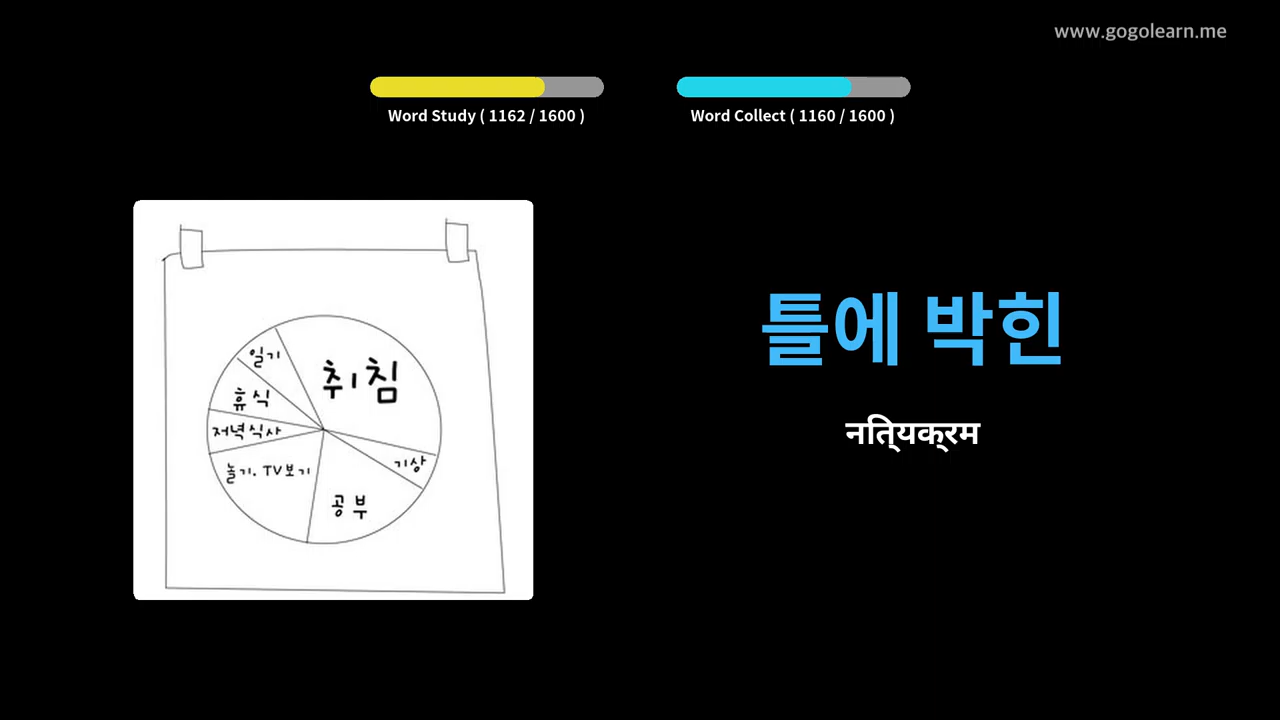 www.gogolearn.me
Word Study ( 1162 / 1600 )
Word Collect ( 1160 / 1600 )
일기
취침
휴식
저녁식사
놀기. TV보기
기상
공부
틀에 박힌
नित्यक्रम